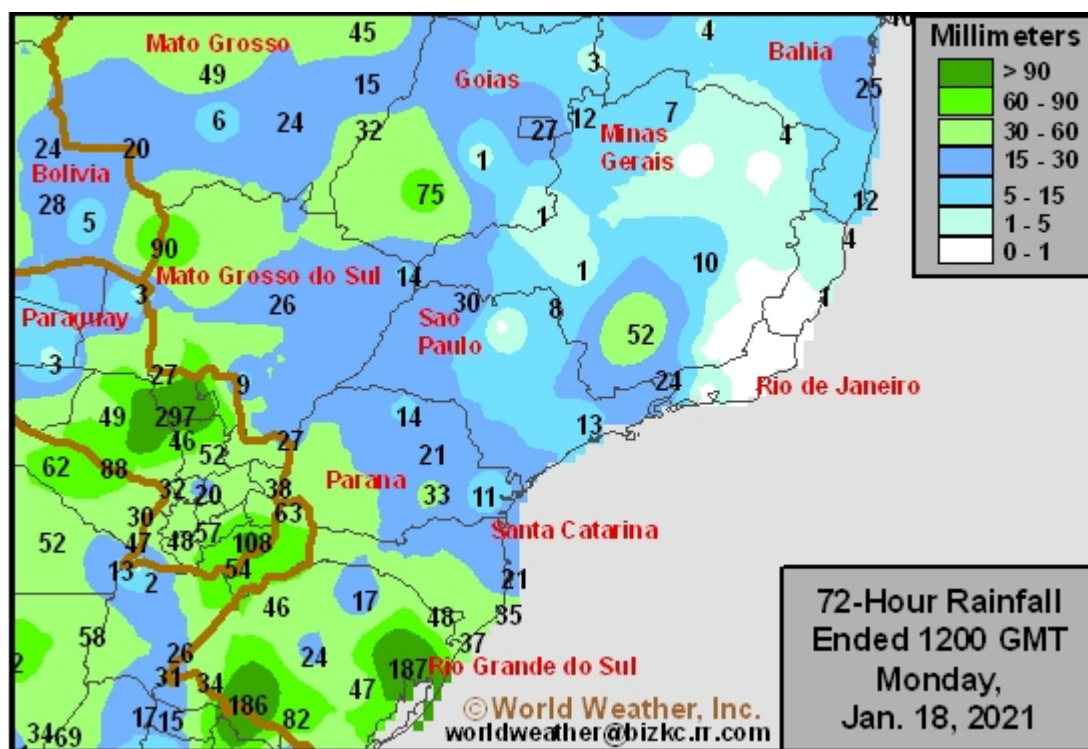 Mato Grosso 45 4 10
49 15 Goias 3 Bahia 25
6 24 32 27 12 7 4
24 20 Minas
Bolivia 1 Gerais
28 5 75 1 12
90 4
Mato Grosso do Sul 14 1 10 1
3 26 30 8
Paraguay Sao 52
Paulo
3 27 9 24 Rio de Janeiro
49 297 14 13
46 52 27 21
62 88 Parana 33 11
32 20 38
30 63 Santa Catarina
52 47 48 57 108
13 2 54 21
46 17 48 35
58 37
26 24 187 Rio Grande do Sul
2 31 34 47
17 15 186 82
34 69
Millimeters
> 90
60 - 90
30 - 60
15 - 30
5 - 15
1 - 5
0 - 1
72-Hour Rainfall
Ended 1200 GMT
Monday,
Jan. 18, 2021
©World Weather, Inc.
worldweather@bizkc.rr.com